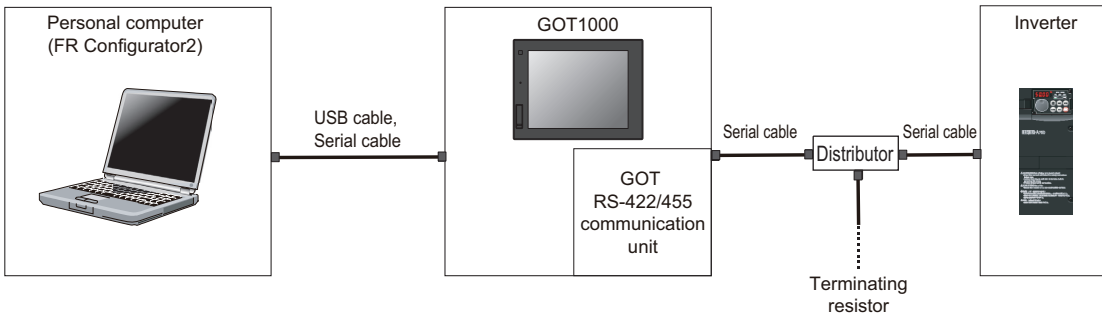 Personal computer
(FR Configurator2)
USB cable,
Serial cable
GOT1000
GOT
RS-422/455
communication
unit
Serial cable
Distributor
Serial cable
Terminating
resistor
Inverter